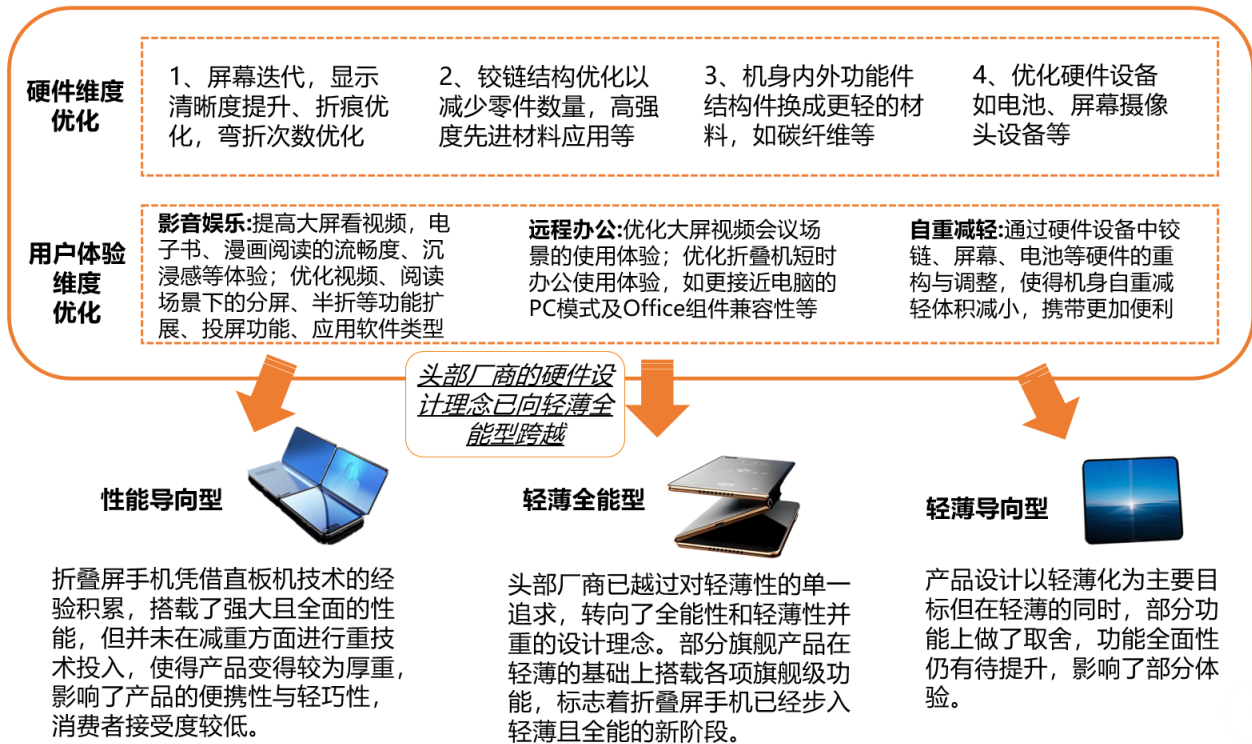 硬件维度
优化
1、屏幕迭代，显示
清晰度提升、折痕优
化，弯折次数优化
2、铰链结构优化以
减少零件数量，高强
度先进材料应用等
3、机身内外功能件
结构件换成更轻的材
料，如碳纤维等
4、优化硬件设备
如电池、屏幕摄像
头设备等
用户体验
维度
优化
影音娱乐:提高大屏看视频，电
子书、漫画阅读的流畅度、沉
浸感等体验；优化视频、阅读
场景下的分屏、半折等功能扩
展、投屏功能、应用软件类型
远程办公:优化大屏视频会议场
景的使用体验；优化折叠机短时
办公使用体验，如更接近电脑的
PC模式及Office组件兼容性等
自重减轻:通过硬件设备中铰
链、屏幕、电池等硬件的重
构与调整，使得机身自重减
轻体积减小，携带更加便利
头部厂商的硬件设
计理念已向轻薄全
能型跨越
性能导向型
折叠屏手机凭借直板机技术的经
验积累，搭载了强大且全面的性
能，但并未在减重方面进行重技
术投入，使得产品变得较为厚重，
影响了产品的便携性与轻巧性，
消费者接受度较低。
轻薄全能型
头部厂商已越过对轻薄性的单一
追求，转向了全能性和轻薄性并
重的设计理念。部分旗舰产品在
轻薄的基础上搭载各项旗舰级功
能，标志着折叠屏手机已经步入
轻薄且全能的新阶段。
轻薄导向型
产品设计以轻薄化为主要目
标但在轻薄的同时，部分功
能上做了取舍，功能全面性
仍有待提升，影响了部分体
验。